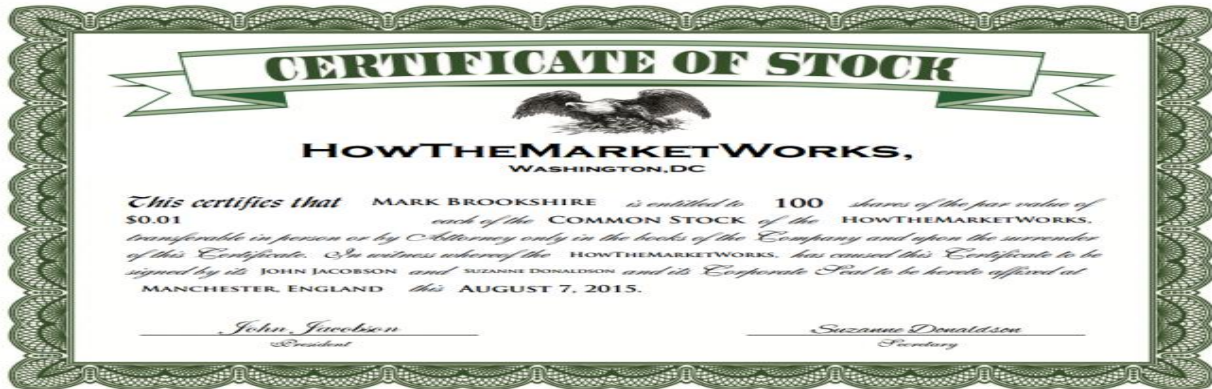 CERTIFICATE OF STOCK
HOWTHEMARKETWORKS,
WASHINGTON,DC
This certifies that MARK BROOKSHIRE is entitled to 100 shares of the par value of
$0.01 each of the COMMON STOCK of the HOWTHEMARKETWORKS.
transferable in person or by Attorney only in the books of the Company and upon the surrender
of this Certificate. In witness whereof the HOWTHEMARKETWORKS. has caused this Certificate to be
signed by its JOHN JACOBSON and SUZANNE DONALDSON and its Corporate Seal to be hereto affixed at
MANCHESTER, ENGLAND this AUGUST 7, 2015.
John Jacobson Suzanne Donaldson
President Secretary